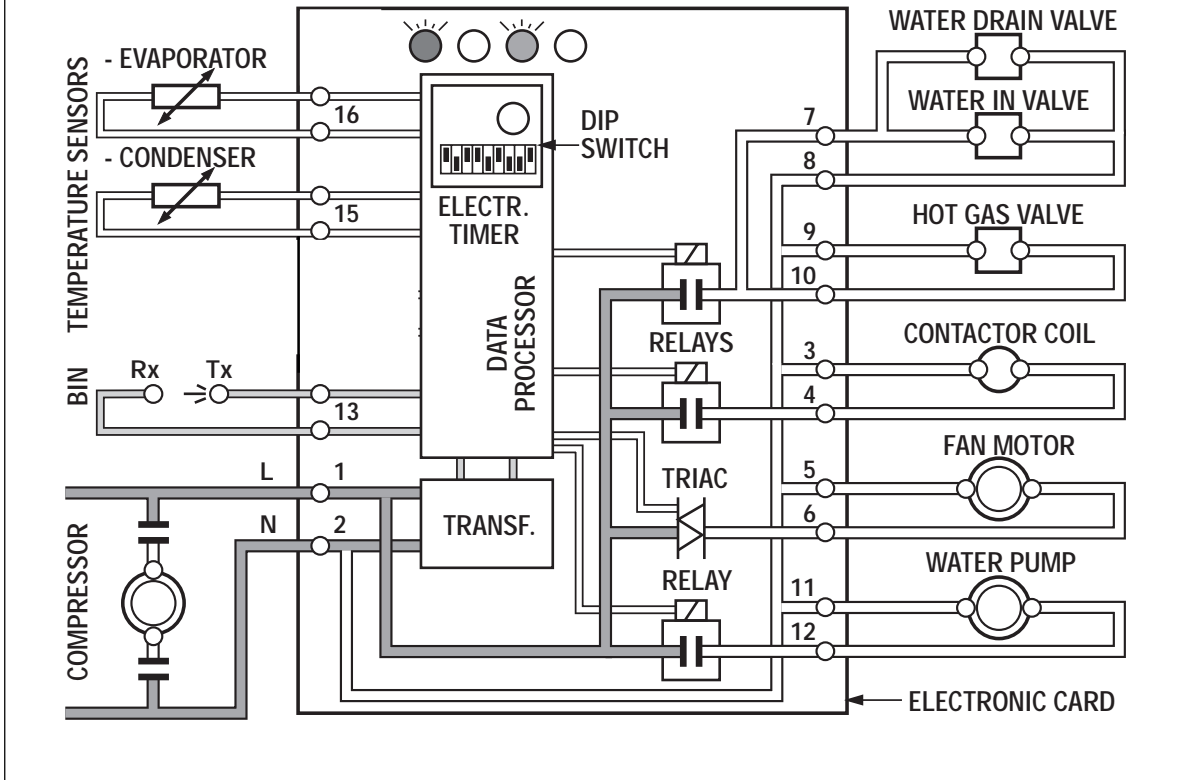 WATER DRAIN VALVE
- EVAPORATOR
TEMPERATURE SENSORS
16
- CONDENSER
15
DIP
SWITCH
ELECTR.
TIMER
DATA
PROCESSOR
WATER IN VALVE
7
8
HOT GAS VALVE
9
10
RELAYS
CONTACTOR COIL
3
4
BIN
Rx
Tx
13
FAN MOTOR
TRIAC
5
6
L
1
N
2
TRANSF.
COMPRESSOR
RELAY
WATER PUMP
11
12
ELECTRONIC CARD